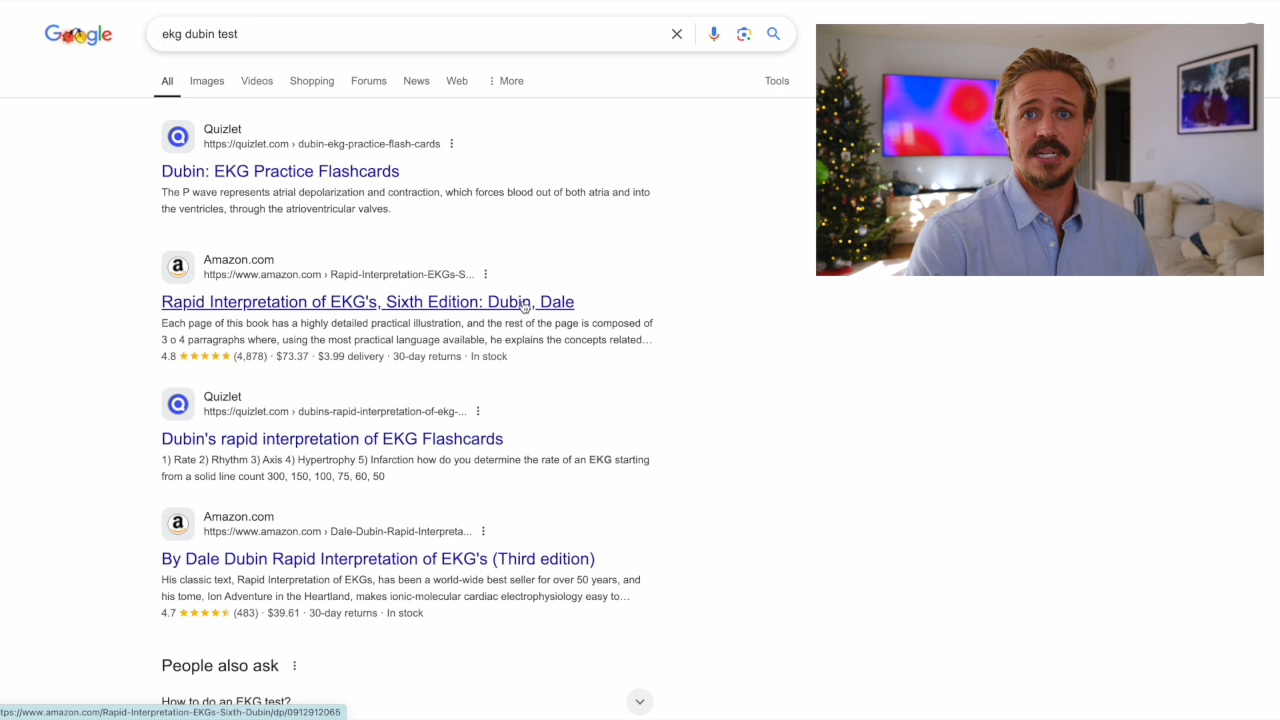 Google
ekg dubin test
All Images Videos Shopping Forums News Web More Tools
Quizlet
https://quizlet.com › dubin-ekg-practice-flash-cards
Dubin: EKG Practice Flashcards
The P wave represents atrial depolarization and contraction, which forces blood out of both atria and into
the ventricles, through the atrioventricular valves.
a
Amazon.com
https://www.amazon.com › Rapid-Interpretation-EKGs-S...
Rapid Interpretation of EKG's, Sixth Edition: Dubin, Dale
Each page of this book has a highly detailed practical illustration, and the rest of the page is composed of
3 o 4 parragraphs where, using the most practical language available, he explains the concepts related...
4.8 ★★★★★ (4,878) · $73.37 · $3.99 delivery · 30-day returns · In stock
Quizlet
https://quizlet.com › dubins-rapid-interpretation-of-ekg-...
Dubin's rapid interpretation of EKG Flashcards
1) Rate 2) Rhythm 3) Axis 4) Hypertrophy 5) Infarction how do you determine the rate of an EKG starting
from a solid line count 300, 150, 100, 75, 60, 50
a
Amazon.com
https://www.amazon.com › Dale-Dubin-Rapid-Interpreta...
By Dale Dubin Rapid Interpretation of EKG's (Third edition)
His classic text, Rapid Interpretation of EKGs, has been a world-wide best seller for over 50 years, and
his tome, Ion Adventure in the Heartland, makes ionic-molecular cardiac electrophysiology easy to...
4.7 ★★★★★ (483) · $39.61 · 30-day returns · In stock
People also ask
How to do an EKG test?
tps://www.amazon.com/Rapid-Interpretation-EKGs-Sixth-Dubin/dp/0912912065